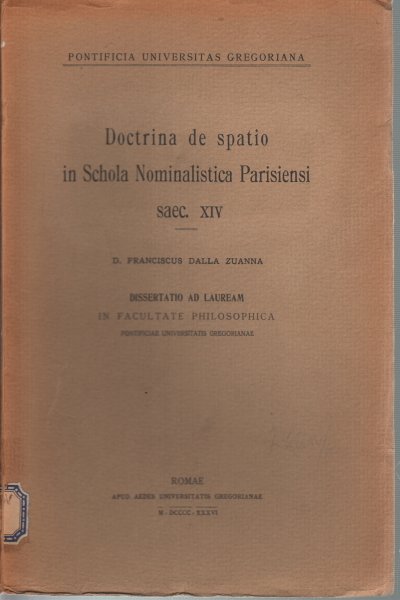 PONTIFICIA UNIVERSITAS GREGORIANA
Doctrina de spatio
in Schola Nominalistica Parisiensi
saec. XIV
D. FRANCISCUS DALLA ZUANNA
DISSERTATIO AD LAUREAM
IN FACULTATE PHILOSOPHICA
PONTIFICIAE UNIVERSITATIS GREGORIANAE
ROMAE
APUD AEDES UNIVERSITATIS GREGORIANAE
M - DCCCC - XXXVI